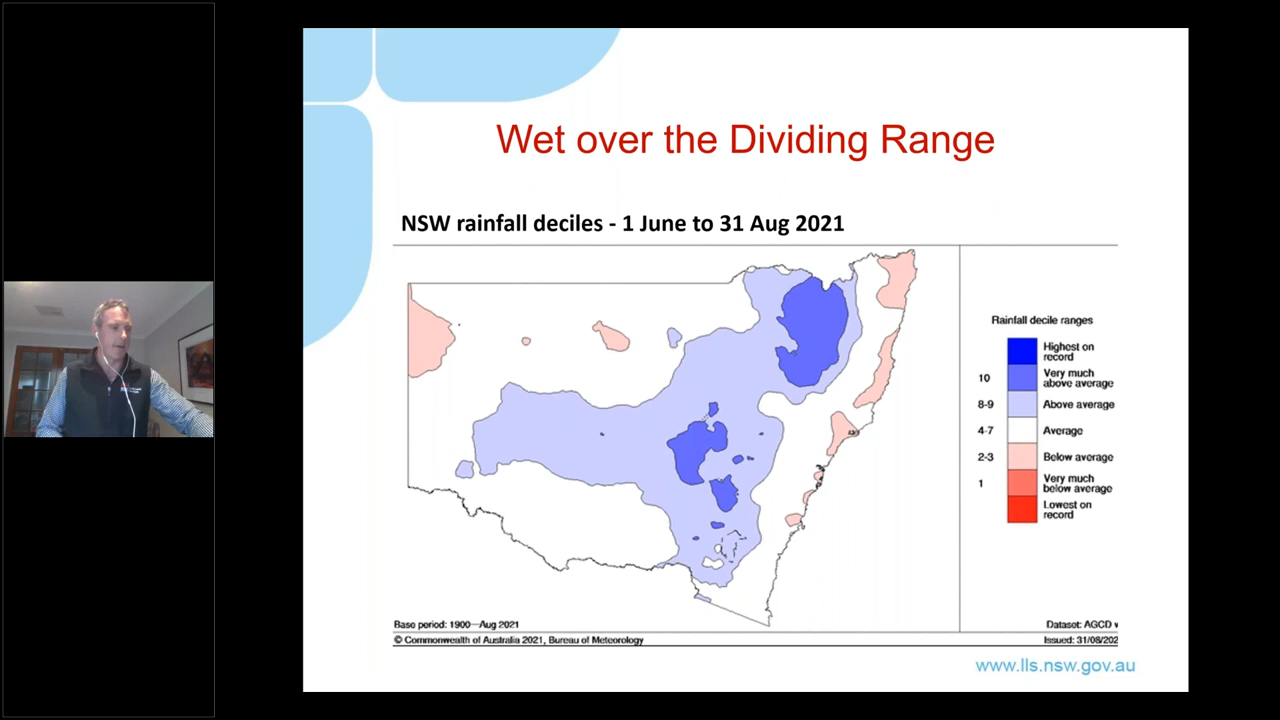 Wet over the Dividing Range
NSW rainfall deciles - 1 June to 31 Aug 2021
Rainfall decile ranges
Highest on
record
10
Very much
above average
8-9
Above average
4-7
Average
2-3
Below average
1
Very much
below average
Lowest on
record
Base period: 1900—Aug 2021
Dataset: AGCD v
© Commonwealth of Australia 2021, Bureau of Meteorology
Issued: 31/08/202
www.lls.nsw.gov.au